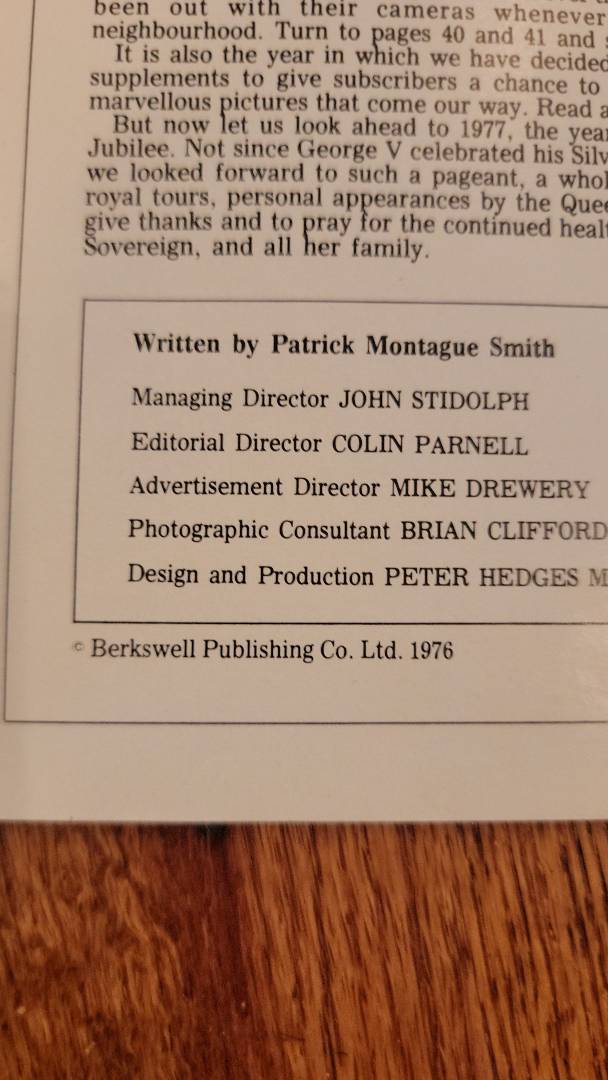 been out with their cameras whenever
neighbourhood. Turn to pages 40 and 41 and
It is also the year in which we have decided
supplements to give subscribers a chance to
marvellous pictures that come our way. Read a
But now let us look ahead to 1977, the year
Jubilee. Not since George V celebrated his Silv
we looked forward to such a pageant, a whol
royal tours, personal appearances by the Quee
give thanks and to pray for the continued healt
Sovereign, and all her family.
Written by Patrick Montague Smith
Managing Director JOHN STIDOLPH
Editorial Director COLIN PARNELL
Advertisement Director MIKE DREWERY
Photographic Consultant BRIAN CLIFFORD
Design and Production PETER HEDGES M
© Berkswell Publishing Co. Ltd. 1976